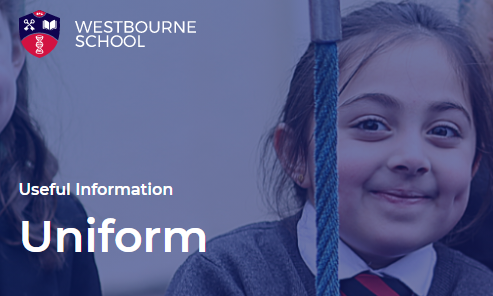 WESTBOURNE
SCHOOL
Useful Information
Uniform